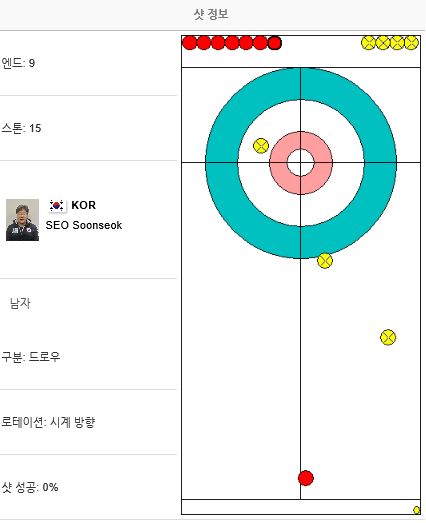 샷 정보
엔드: 9
스톤: 15
KOR
SEO Soonseok
남자
구분: 드로우
로테이션: 시계 방향
샷 성공: 0%